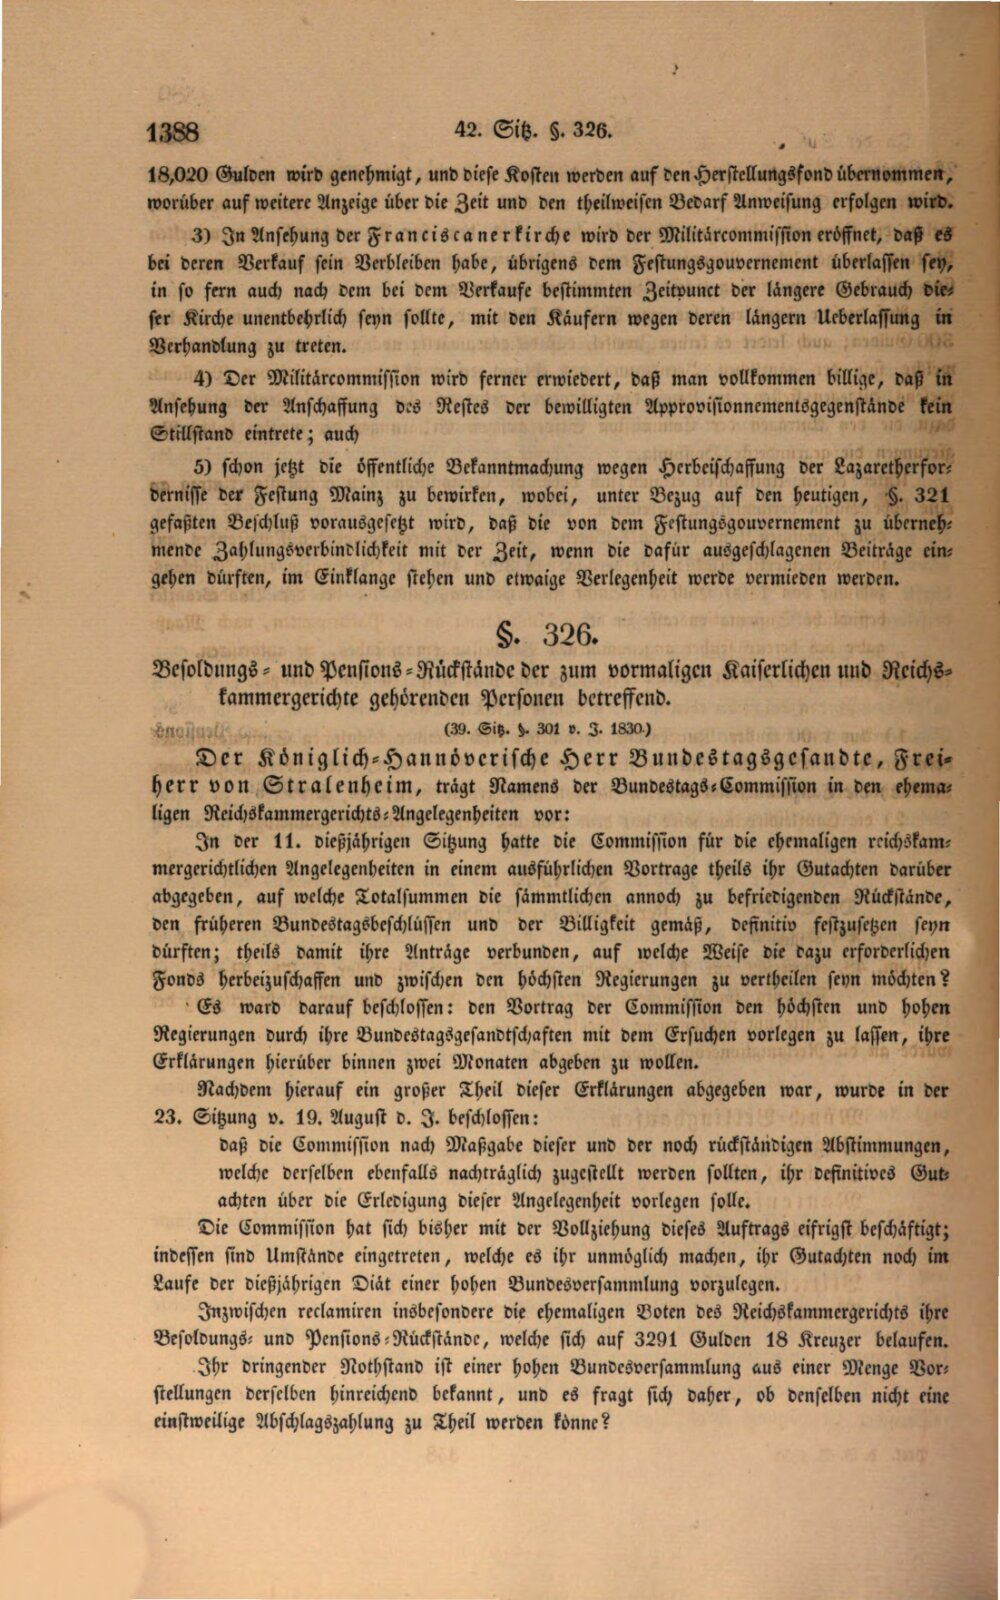 1388
42. Sitz. §. 326.
18,020 Gulden wird genehmigt, und diese Kosten werden auf den Herstellungsfond übernommen,
worüber auf weitere Anzeige über die Zeit und den theilweisen Bedarf Anweisung erfolgen wird.
3) In Ansehung der Franciscanerkirche wird der Militärcommission eröffnet, daß es
bei deren Verkauf sein Verbleiben habe, übrigens dem Festungsgouvernement überlassen sey,
in so fern auch nach dem bei dem Verkaufe bestimmten Zeitpunct der längere Gebrauch die-
ser Kirche unentbehrlich seyn sollte, mit den Käufern wegen deren längern Ueberlassung in
Verhandlung zu treten.
4) Der Militärcommission wird ferner erwiedert, daß man vollkommen billige, daß in
Ansehung der Anschaffung des Restes der bewilligten Approvisionnementsgegenstände kein
Stillstand eintrete; auch
5) schon jetzt die öffentliche Bekanntmachung wegen Herbeischaffung der Lazaretherfor-
dernisse der Festung Mainz zu bewirken, wobei, unter Bezug auf den heutigen, §. 321
gefaßten Beschluß vorausgesetzt wird, daß die von dem Festungsgouvernement zu überneh-
mende Zahlungsverbindlichkeit mit der Zeit, wenn die dafür ausgeschlagenen Beiträge ein-
gehen dürften, im Einklange stehen und etwaige Verlegenheit werde vermieden werden.
§. 326.
Besoldungs- und Pensions-Rückstände der zum vormaligen Kaiserlichen und Reichs-
kammergerichte gehörenden Personen betreffend.
(39. Sitz. §. 301 v. J. 1830.)
Der Königlich-Hannöverische Herr Bundestagsgesandte, Frei-
herr von Stralenheim, trägt Namens der Bundestags-Commission in den ehema-
ligen Reichskammergerichts-Angelegenheiten vor:
In der 11. dießjährigen Sitzung hatte die Commission für die ehemaligen reichskam-
mergerichtlichen Angelegenheiten in einem ausführlichen Vortrage theils ihr Gutachten darüber
abgegeben, auf welche Totalsummen die sämmtlichen annoch zu befriedigenden Rückstände,
den früheren Bundestagsbeschlüssen und der Billigkeit gemäß, definitiv festzusetzen seyn
dürften; theils damit ihre Anträge verbunden, auf welche Weise die dazu erforderlichen
Fonds herbeizuschaffen und zwischen den höchsten Regierungen zu vertheilen seyn möchten?
Es ward darauf beschlossen: den Vortrag der Commission den höchsten und hohen
Regierungen durch ihre Bundestagsgesandtschaften mit dem Ersuchen vorlegen zu lassen, ihre
Erklärungen hierüber binnen zwei Monaten abgeben zu wollen.
Nachdem hierauf ein großer Theil dieser Erklärungen abgegeben war, wurde in der
23. Sitzung v. 19. August d. J. beschlossen:
daß die Commission nach Maßgabe dieser und der noch rückständigen Abstimmungen,
welche derselben ebenfalls nachträglich zugestellt werden sollten, ihr definitives Gut-
achten über die Erledigung dieser Angelegenheit vorlegen solle.
Die Commission hat sich bisher mit der Vollziehung dieses Auftrags eifrigst beschäftigt;
indessen sind Umstände eingetreten, welche es ihr unmöglich machen, ihr Gutachten noch im
Laufe der dießjährigen Diät einer hohen Bundesversammlung vorzulegen.
Inzwischen reclamiren insbesondere die ehemaligen Boten des Reichskammergerichts ihre
Besoldungs- und Pensions-Rückstände, welche sich auf 3291 Gulden 18 Kreuzer belaufen.
Ihr dringender Nothstand ist einer hohen Bundesversammlung aus einer Menge Vor-
stellungen derselben hinreichend bekannt, und es fragt sich daher, ob denselben nicht eine
einstweilige Abschlagszahlung zu Theil werden könne?